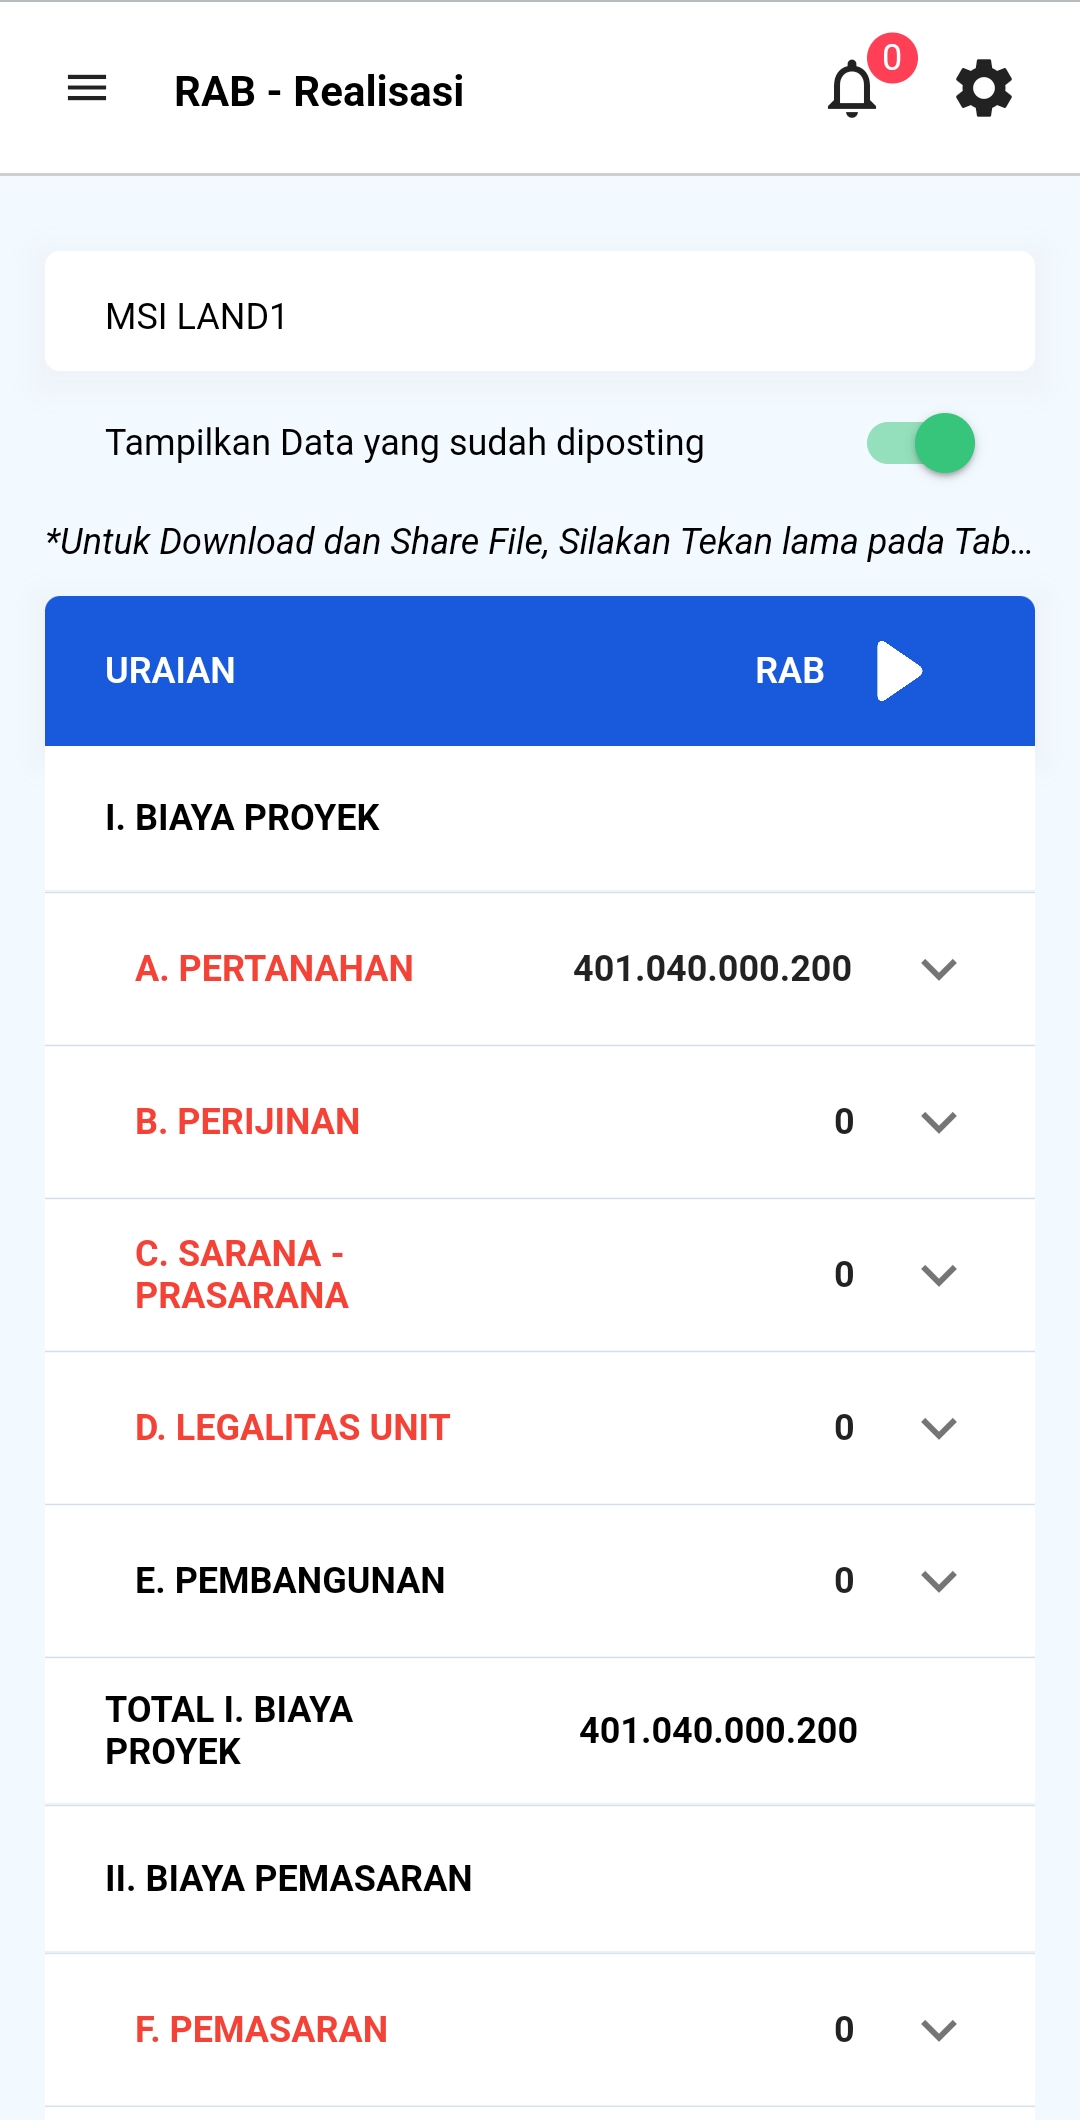 RAB - Realisasi
0
MSI LAND1
Tampilkan Data yang sudah diposting
*Untuk Download dan Share File, Silakan Tekan lama pada Tab...
URAIAN RAB
I. BIAYA PROYEK
A. PERTANAHAN 401.040.000.200
B. PERIJINAN 0
C. SARANA -
PRASARANA 0
D. LEGALITAS UNIT 0
E. PEMBANGUNAN 0
TOTAL I. BIAYA
PROYEK 401.040.000.200
II. BIAYA PEMASARAN
F. PEMASARAN 0